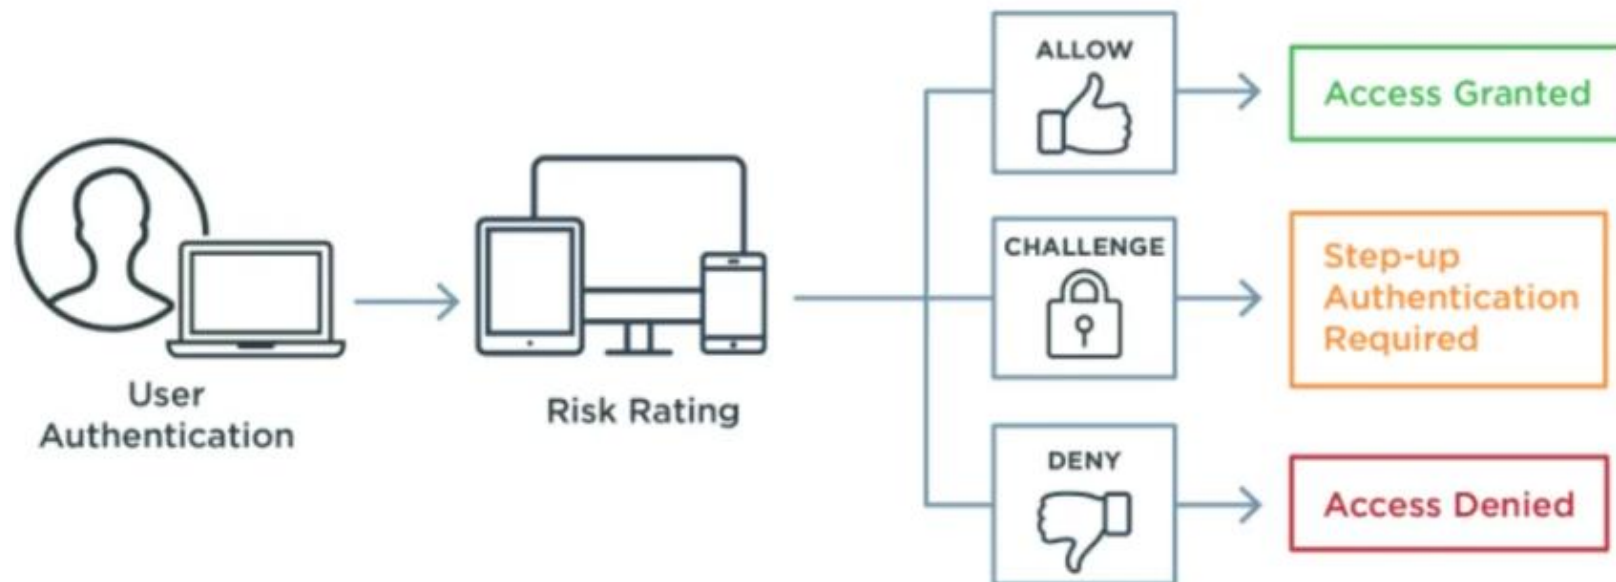 User
Authentication
Risk Rating
ALLOW
Access Granted
CHALLENGE
Step-up
Authentication
Required
DENY
Access Denied